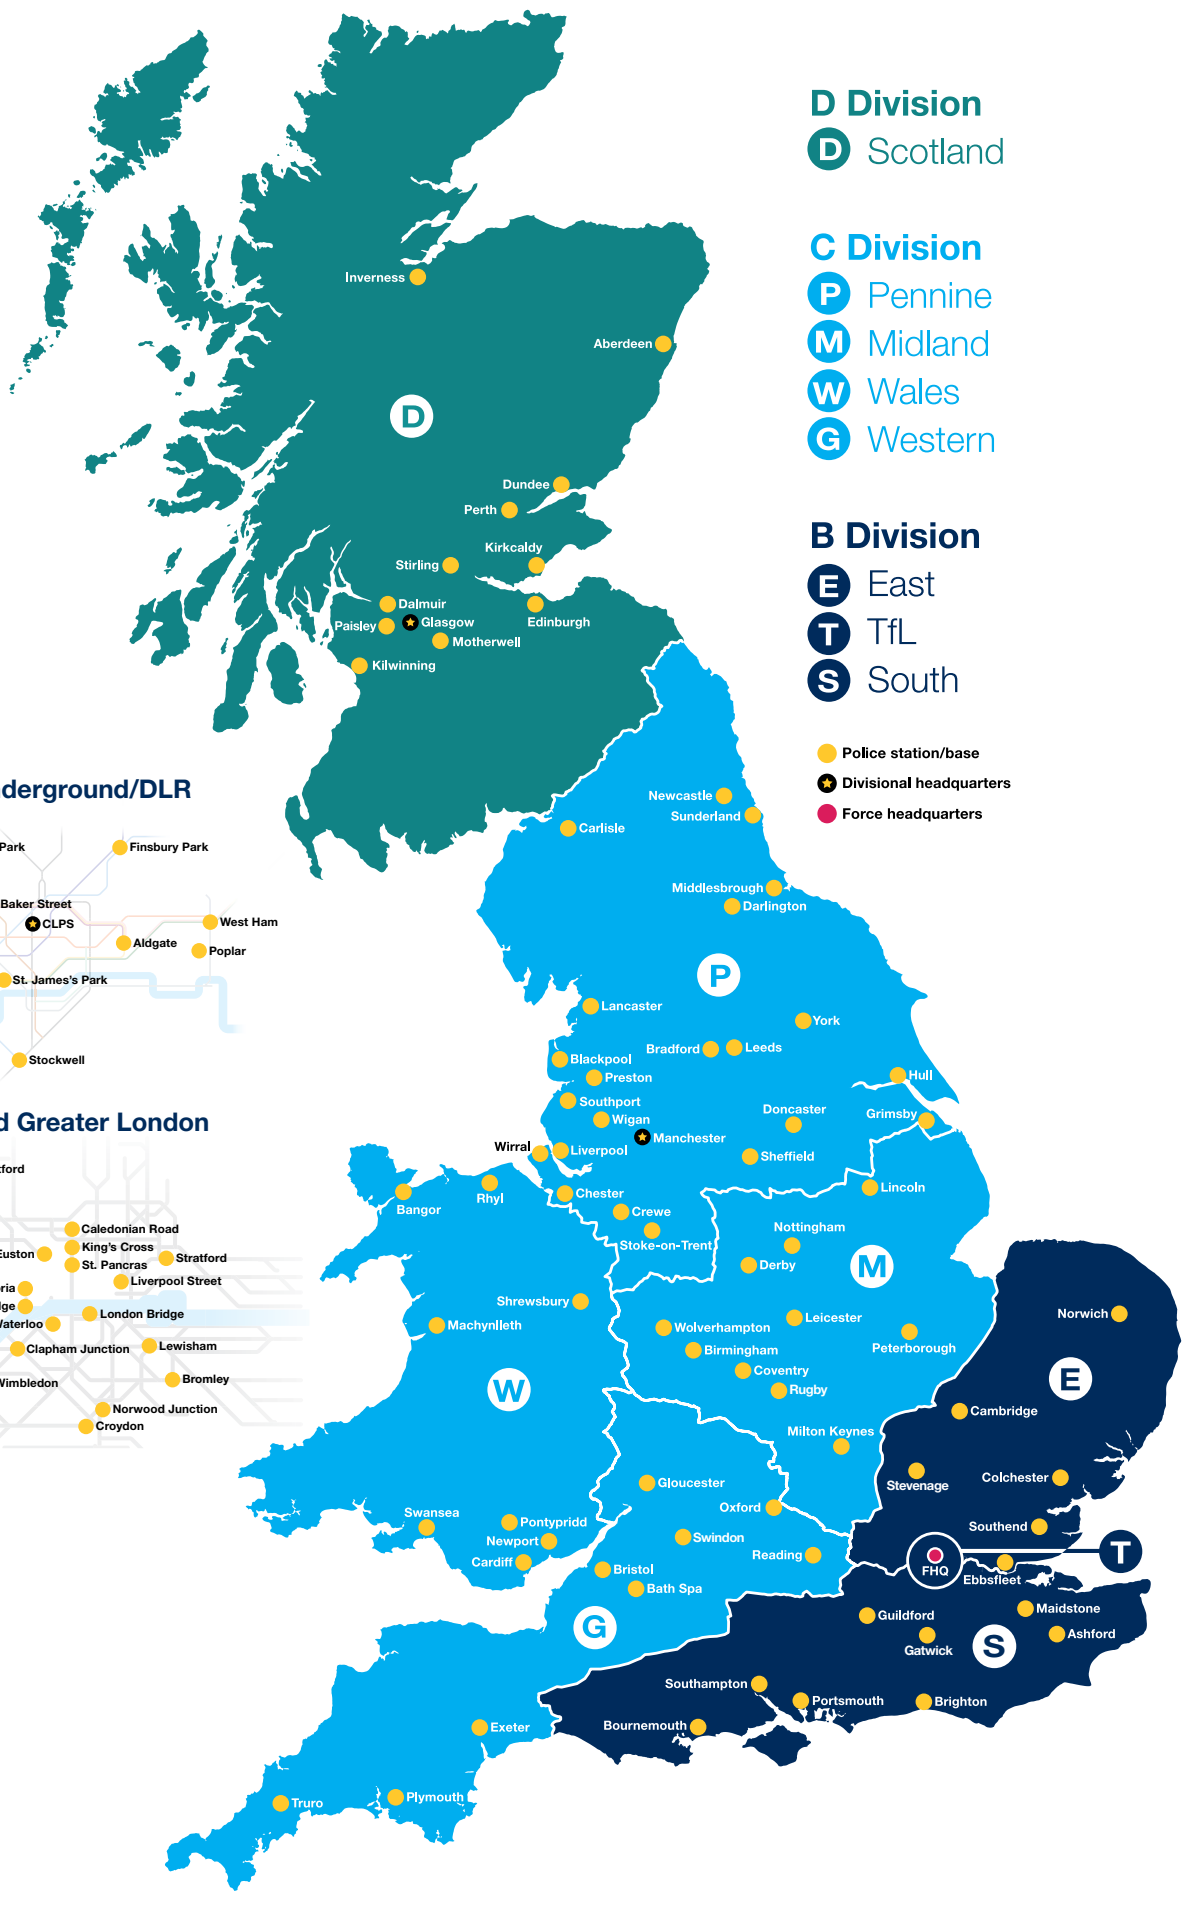 D Division
D Scotland
C Division
P Pennine
M Midland
W Wales
G Western
B Division
E East
T TfL
S South
Police station/base
Divisional headquarters
Force headquarters
Inverness
Aberdeen
D
Dundee
Perth
Kirkcaldy
Stirling
Dalmuir
Glasgow
Paisley
Edinburgh
Motherwell
Kilwinning
Newcastle
Sunderland
Carlisle
Middlesbrough
Darlington
P
Lancaster
York
Bradford
Leeds
Blackpool
Preston
Hull
Southport
Wigan
Doncaster
Grimsby
Manchester
Wirral
Liverpool
Sheffield
Lincoln
Bangor
Rhyl
Chester
Crewe
Stoke-on-Trent
Nottingham
Derby
M
Shrewsbury
Machynlleth
Wolverhampton
Leicester
Birmingham
Peterborough
Coventry
Rugby
Norwich
E
W
Cambridge
Milton Keynes
Gloucester
Stevenage
Colchester
Oxford
Swansea
Pontypridd
Newport
Cardiff
Swindon
Reading
Southend
T
FHQ
Ebbsfleet
Bristol
Bath Spa
G
Guildford
Maidstone
Gatwick
Ashford
S
Southampton
Portsmouth
Brighton
Bournemouth
Exeter
Plymouth
Truro
derground/DLR
Park
Finsbury Park
Baker Street
CLPS
West Ham
Aldgate
Poplar
St. James's Park
Stockwell
d Greater London
tford
Caledonian Road
Euston
King's Cross
St. Pancras
Stratford
ria
Liverpool Street
dge
London Bridge
Waterloo
Clapham Junction
Lewisham
Wimbledon
Bromley
Norwood Junction
Croydon